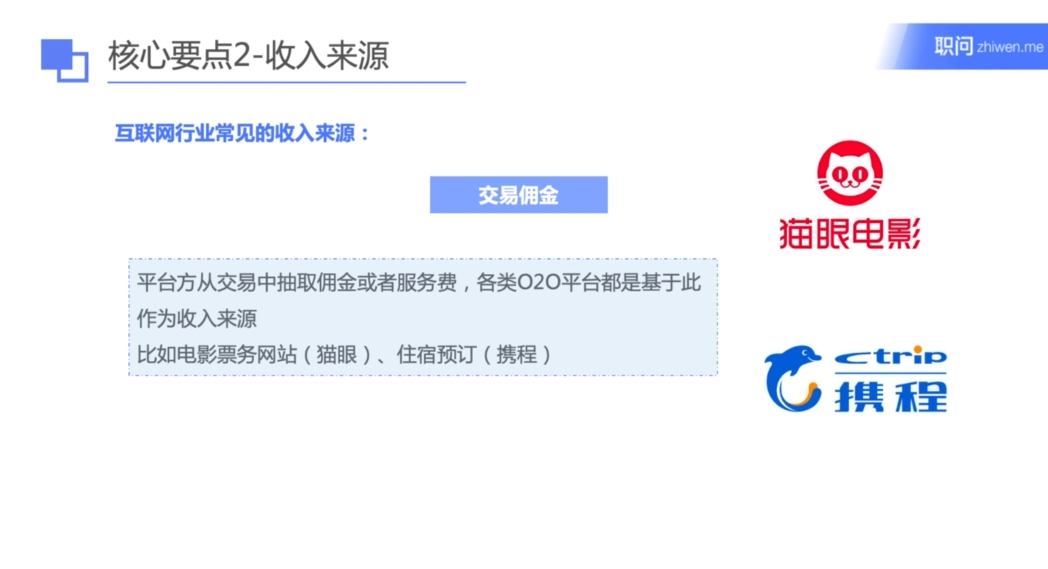 核心要点2-收入来源
职问 zhiwen.me
互联网行业常见的收入来源：
交易佣金
猫眼电影
平台方从交易中抽取佣金或者服务费，各类O2O平台都是基于此
作为收入来源
比如电影票务网站（猫眼）、住宿预订（携程）
ctrip
携程